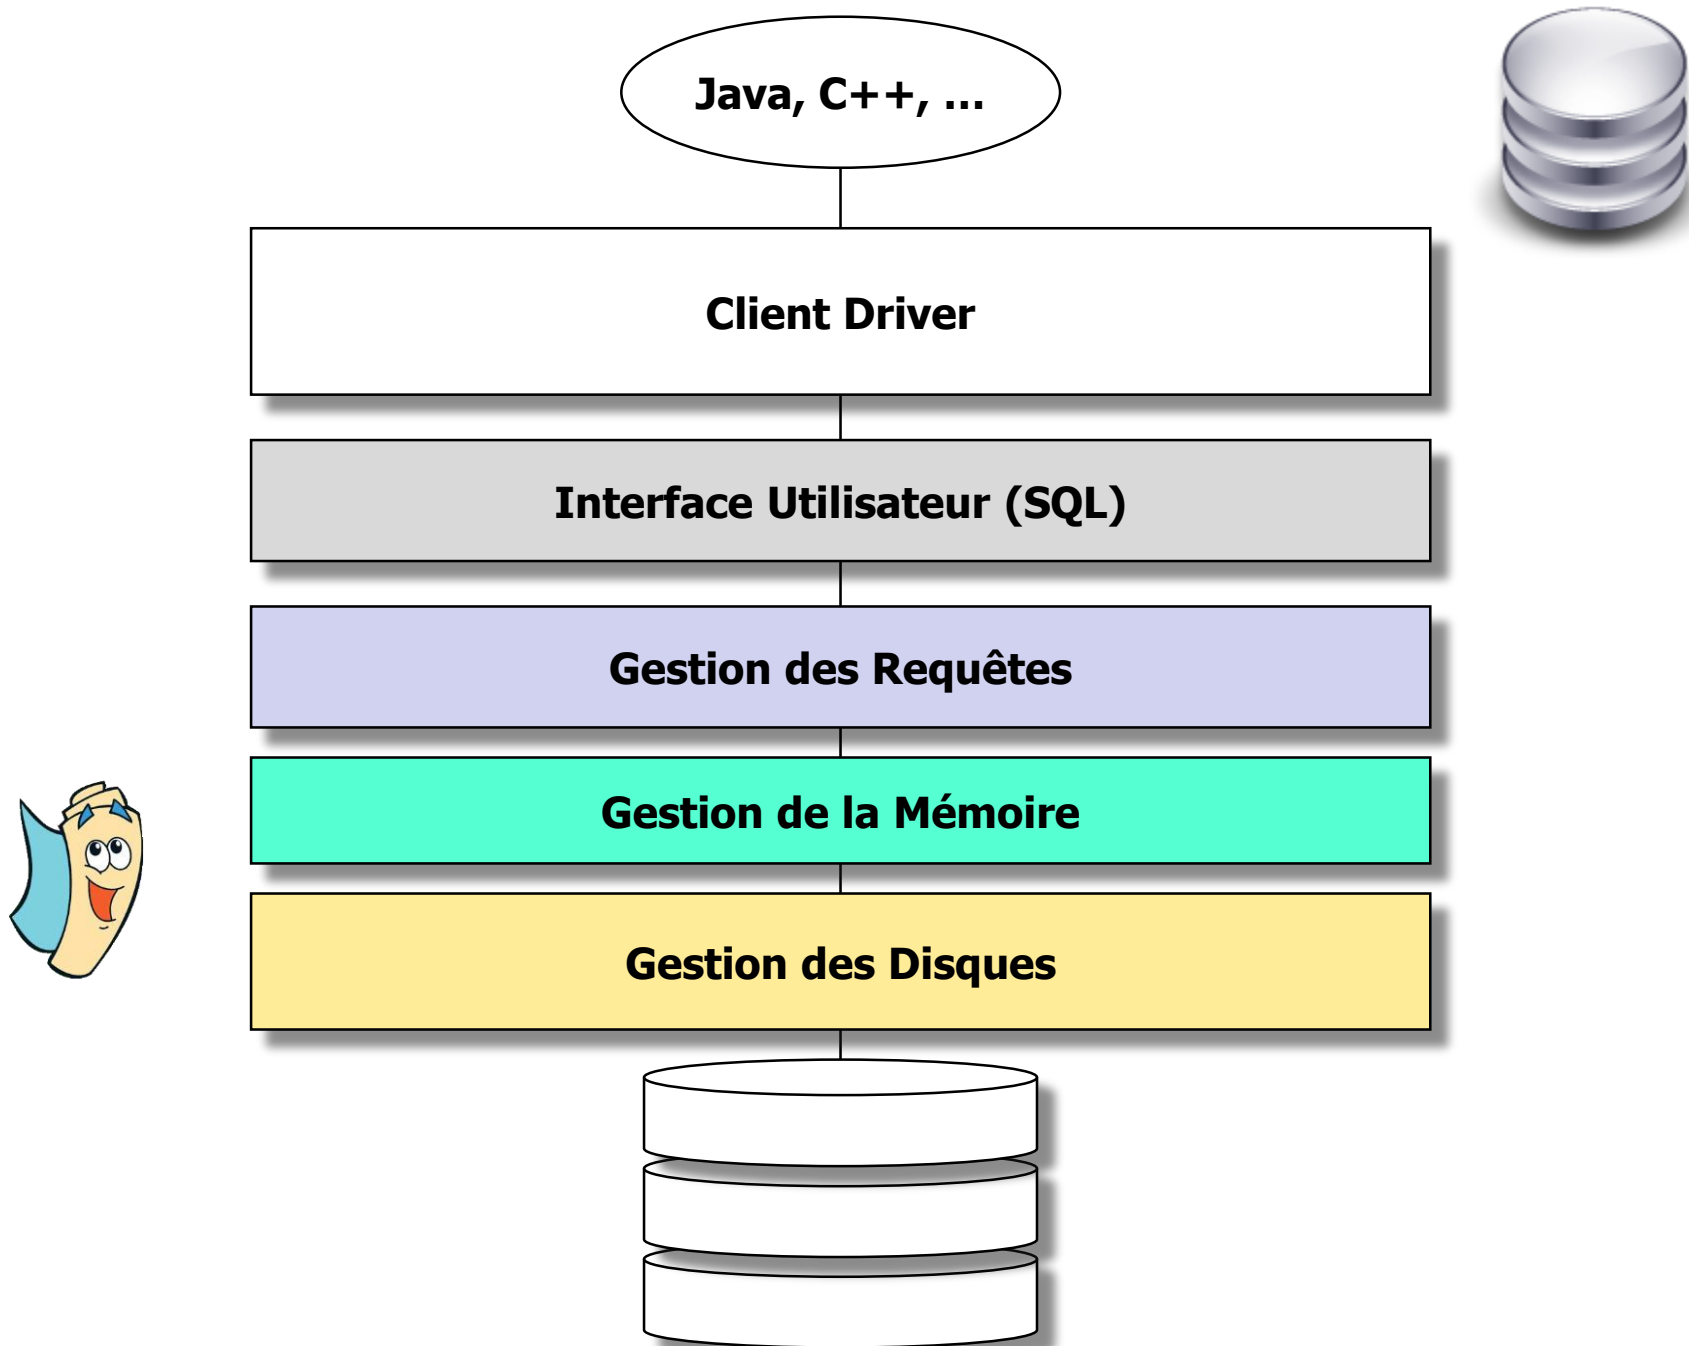 Java, C++, ...
Client Driver
Interface Utilisateur (SQL)
Gestion des Requêtes
Gestion de la Mémoire
Gestion des Disques